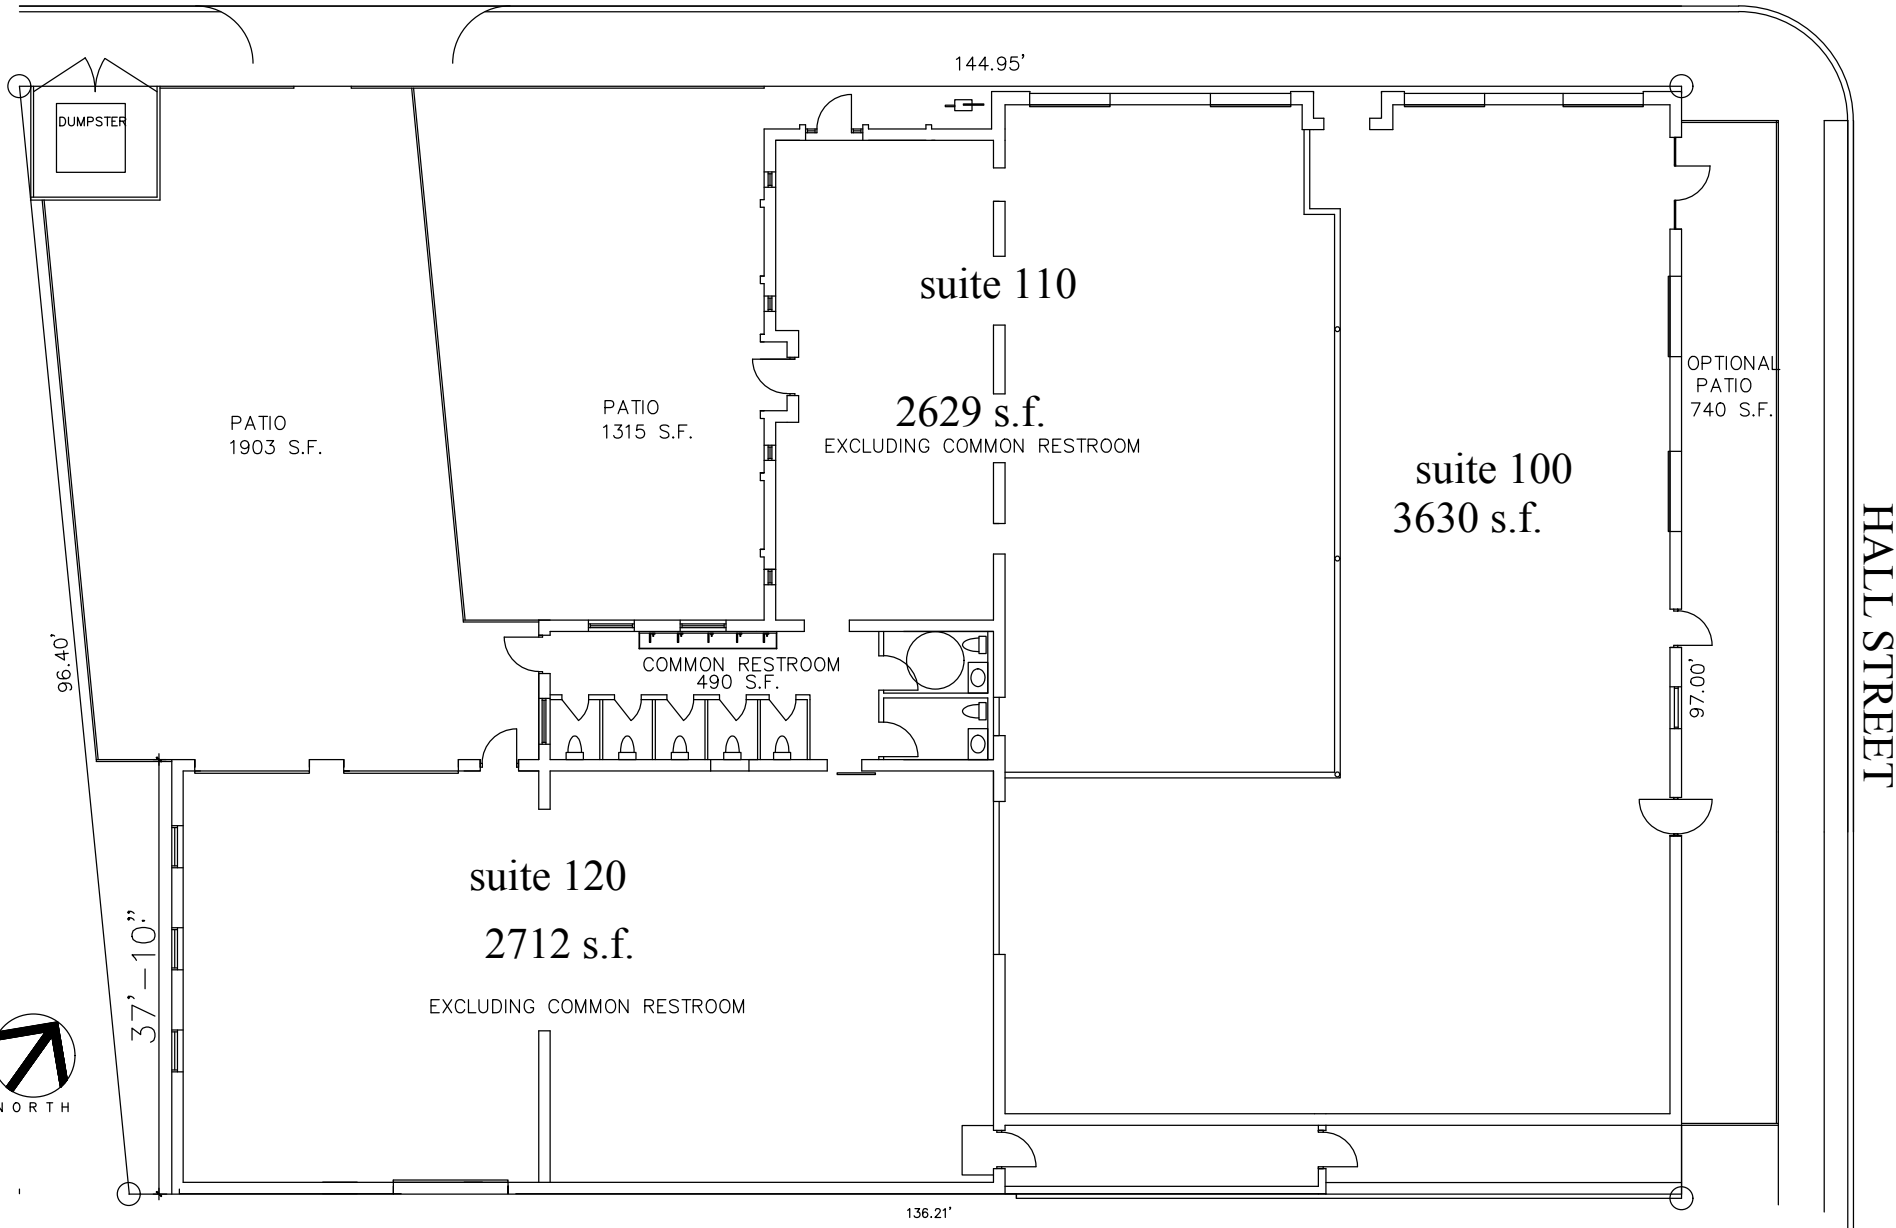 144.95'
DUMPSTER
suite 110
OPTIONAL
PATIO
740 S.F.
PATIO
1903 S.F.
PATIO
1315 S.F.
2629 s.f.
EXCLUDING COMMON RESTROOM
suite 100
3630 s.f.
HALL STREET
96.40'
COMMON RESTROOM
490 S.F.
97.00'
suite 120
2712 s.f.
37'-10"
EXCLUDING COMMON RESTROOM
NORTH
136.21'